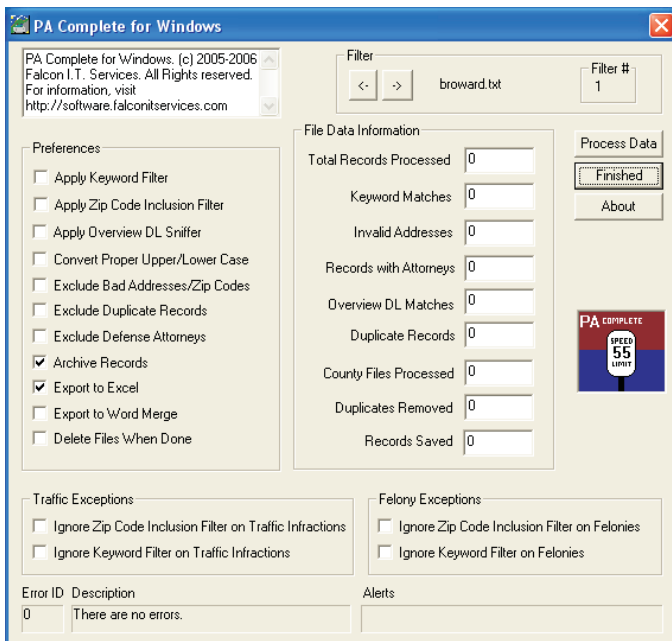 PA Complete for Windows
PA Complete for Windows. (c) 2005-2006
Falcon I.T. Services. All Rights reserved.
For information, visit
http://software.falconitservices.com
Filter
<-
->
broward.txt
Filter #
1
Preferences
Apply Keyword Filter
Apply Zip Code Inclusion Filter
Apply Overview DL Sniffer
Convert Proper Upper/Lower Case
Exclude Bad Addresses/Zip Codes
Exclude Duplicate Records
Exclude Defense Attorneys
Archive Records
Export to Excel
Export to Word Merge
Delete Files When Done
File Data Information
Total Records Processed 0
Keyword Matches 0
Invalid Addresses 0
Records with Attorneys 0
Overview DL Matches 0
Duplicate Records 0
County Files Processed 0
Duplicates Removed 0
Records Saved 0
Process Data
Finished
About
PA COMPLETE
SPEED
55
LIMIT
Traffic Exceptions
Ignore Zip Code Inclusion Filter on Traffic Infractions
Ignore Keyword Filter on Traffic Infractions
Felony Exceptions
Ignore Zip Code Inclusion Filter on Felonies
Ignore Keyword Filter on Felonies
Error ID Description Alerts
0 There are no errors.